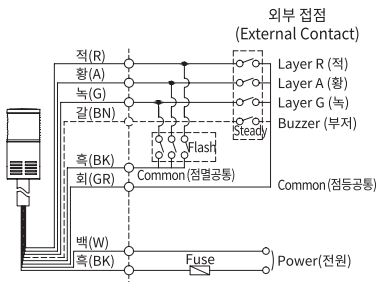 외부 접점
(External Contact)
적(R)
Layer R (적)
황(A)
Layer A (황)
녹(G)
Layer G (녹)
갈(BN)
Buzzer (부저)
Steady
Flash
흑(BK)
Common (점멸공통)
회(GR)
Common (점등공통)
백(W)
Power(전원)
흑(BK)
Fuse